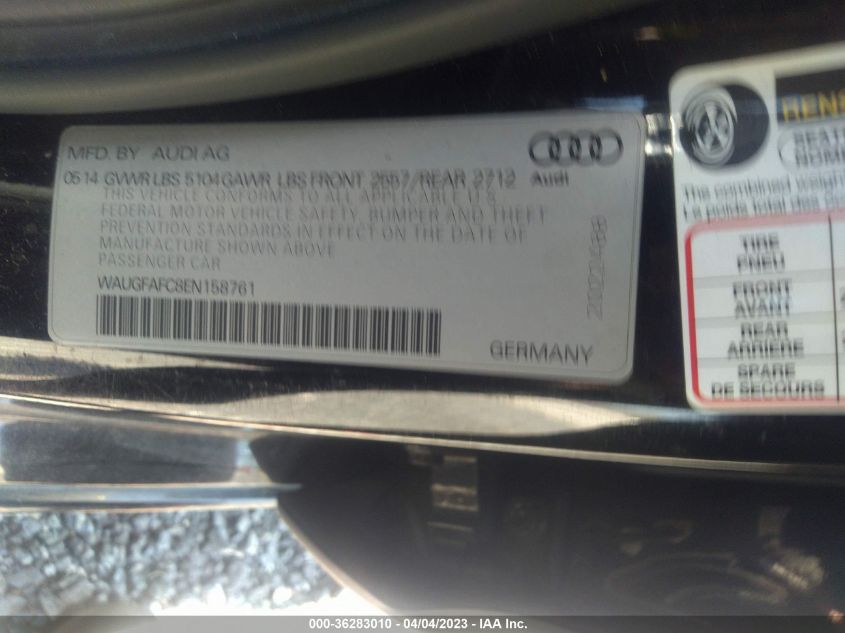 MFD. BY AUDI AG
0514 GVWR LBS 5104 GAWR LBS FRONT 2557/REAR 2712 Audi
THIS VEHICLE CONFORMS TO ALL APPLICABLE U.S.
FEDERAL MOTOR VEHICLE SAFETY, BUMPER AND THEFT
PREVENTION STANDARDS IN EFFECT ON THE DATE OF
MANUFACTURE SHOWN ABOVE
PASSENGER CAR
WAUGFAFC8EN158761
GERMANY
The combined weigh
TIRE
PNEU
FRONT
AVANT
REAR
ARRIERE
SPARE
DE SECOURS
000-36283010 - 04/04/2023 - IAA Inc.